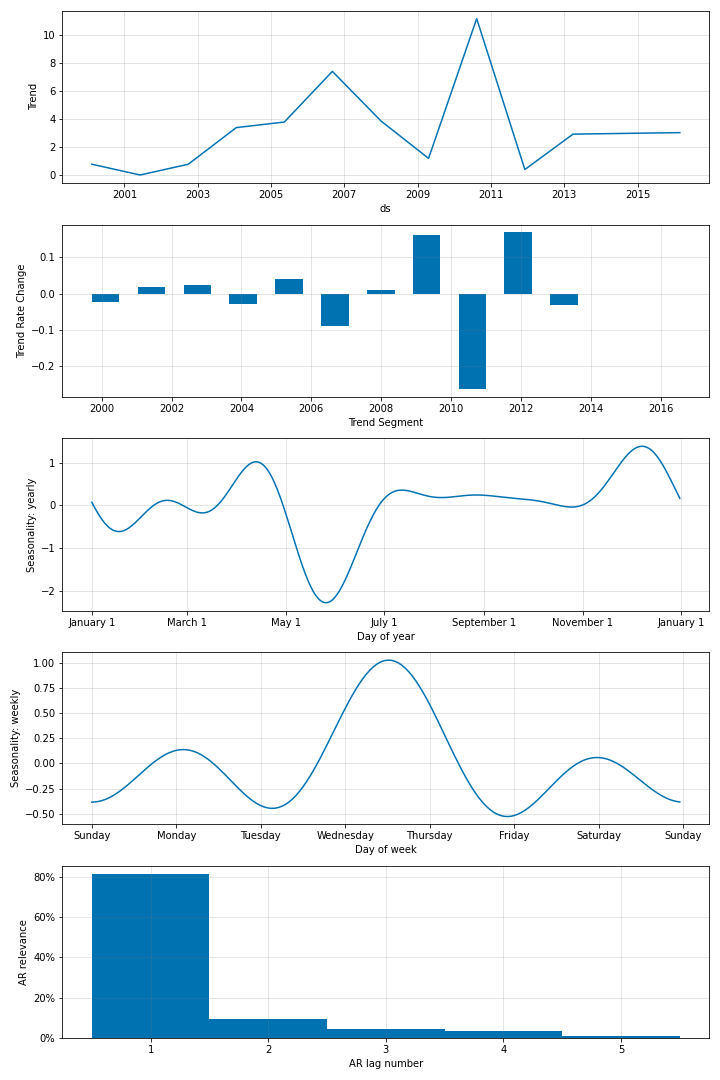 Trend
10
8
6
4
2
0
2001 2003 2005 2007 2009 2011 2013 2015
ds
Trend Rate Change
0.1
0.0
−0.1
−0.2
2000 2002 2004 2006 2008 2010 2012 2014 2016
Trend Segment
Seasonality: yearly
1
0
−1
−2
January 1 March 1 May 1 July 1 September 1 November 1 January 1
Day of year
Seasonality: weekly
1.00
0.75
0.50
0.25
0.00
−0.25
−0.50
Sunday Monday Tuesday Wednesday Thursday Friday Saturday Sunday
Day of week
AR relevance
80%
60%
40%
20%
0%
1 2 3 4 5
AR lag number